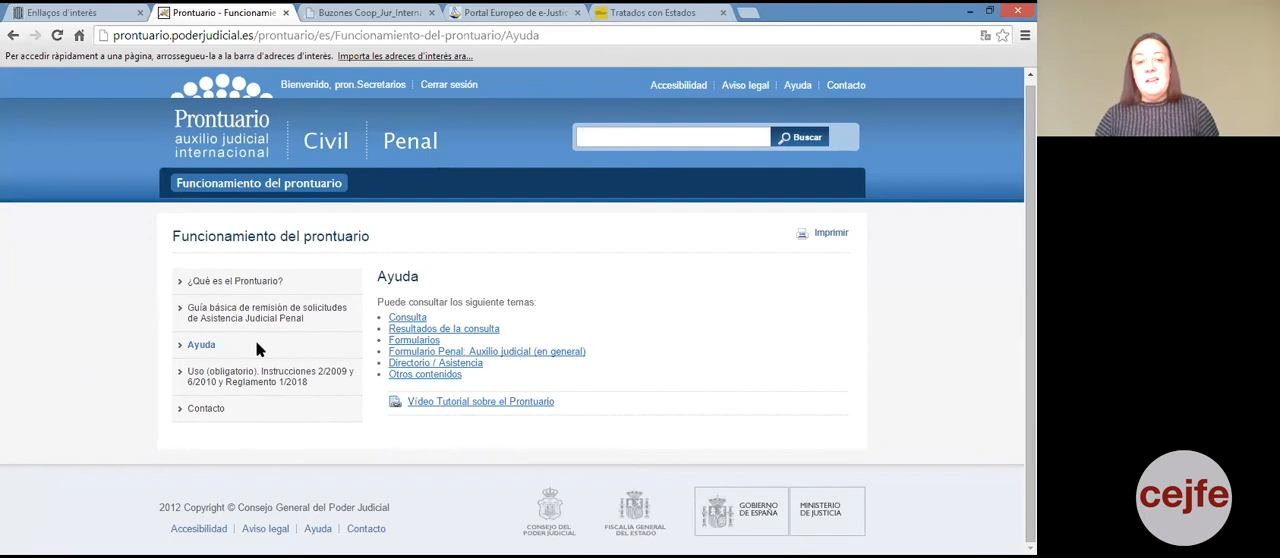 Enllaços d'interès
Prontuario - Funcionamie
Buzones Coop_Jur_Interna
Portal Europeo de e-Justic
Tratados con Estados
prontuario.poderjudicial.es/prontuario/es/Funcionamiento-del-prontuario/Ayuda
Per accedir ràpidament a una pàgina, arrossegueu-la a la barra d'adreces d'interès. Importa les adreces d'interès ara...
Bienvenido, pron.Secretarios | Cerrar sesión
Accesibilidad | Aviso legal | Ayuda | Contacto
Prontuario
auxilio judicial
internacional
Civil
Penal
Buscar
Funcionamiento del prontuario
Funcionamiento del prontuario
Imprimir
¿Qué es el Prontuario?
Guía básica de remisión de solicitudes
de Asistencia Judicial Penal
Ayuda
Uso (obligatorio). Instrucciones 2/2009 y
6/2010 y Reglamento 1/2018
Contacto
Ayuda
Puede consultar los siguiente temas:
• Consulta
• Resultados de la consulta
• Formularios
• Formulario Penal: Auxilio judicial (en general)
• Directorio / Asistencia
• Otros contenidos
Vídeo Tutorial sobre el Prontuario
2012 Copyright © Consejo General del Poder Judicial
Accesibilidad | Aviso legal | Ayuda | Contacto
CONSEJO DEL
PODER JUDICIAL
FISCALÍA GENERAL
DEL ESTADO
GOBIERNO
DE ESPAÑA
MINISTERIO
DE JUSTICIA
cejfe